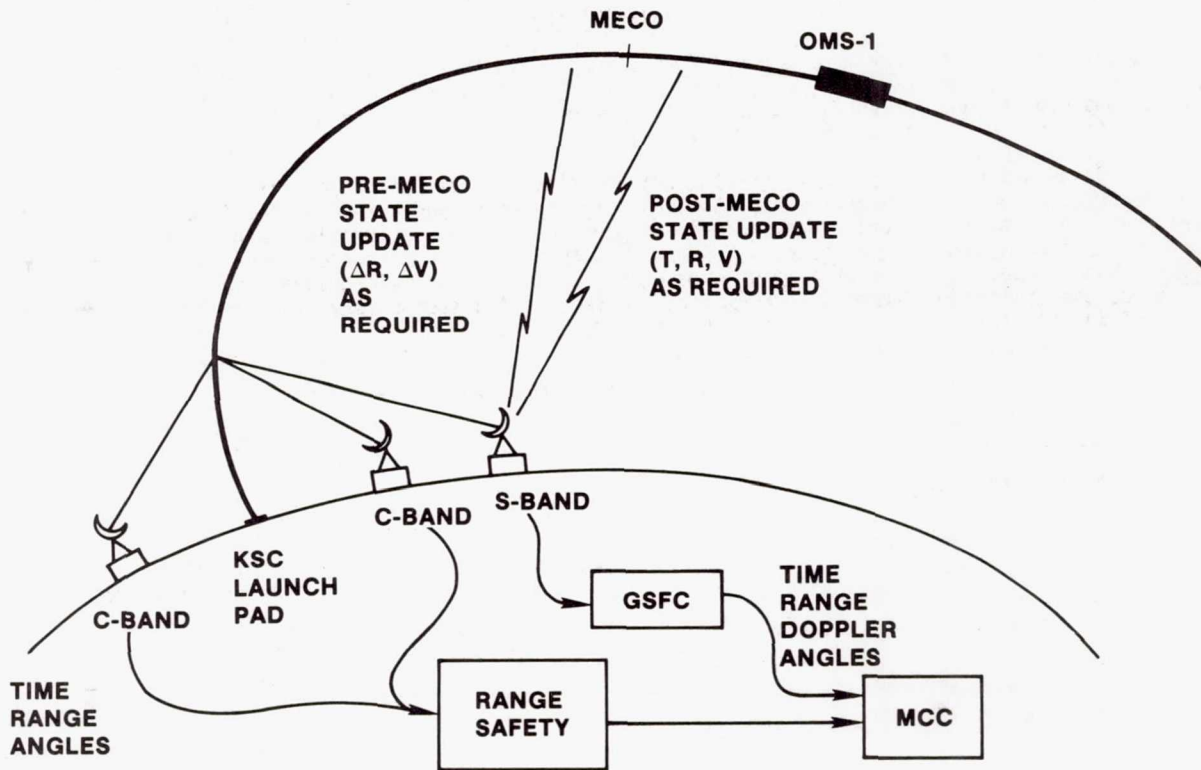 MECO
OMS-1
PRE-MECO
STATE
UPDATE
(ΔR, ΔV)
AS
REQUIRED
POST-MECO
STATE UPDATE
(T, R, V)
AS REQUIRED
C-BAND
KSC
LAUNCH
PAD
C-BAND
S-BAND
GSFC
TIME
RANGE
DOPPLER
ANGLES
TIME
RANGE
ANGLES
RANGE
SAFETY
MCC